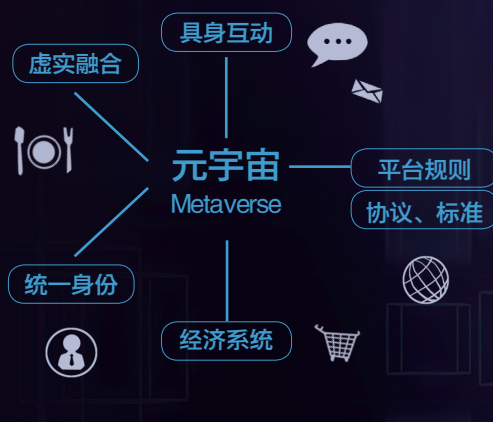 具身互动
虚实融合
元宇宙
Metaverse
平台规则
协议、标准
统一身份
经济系统